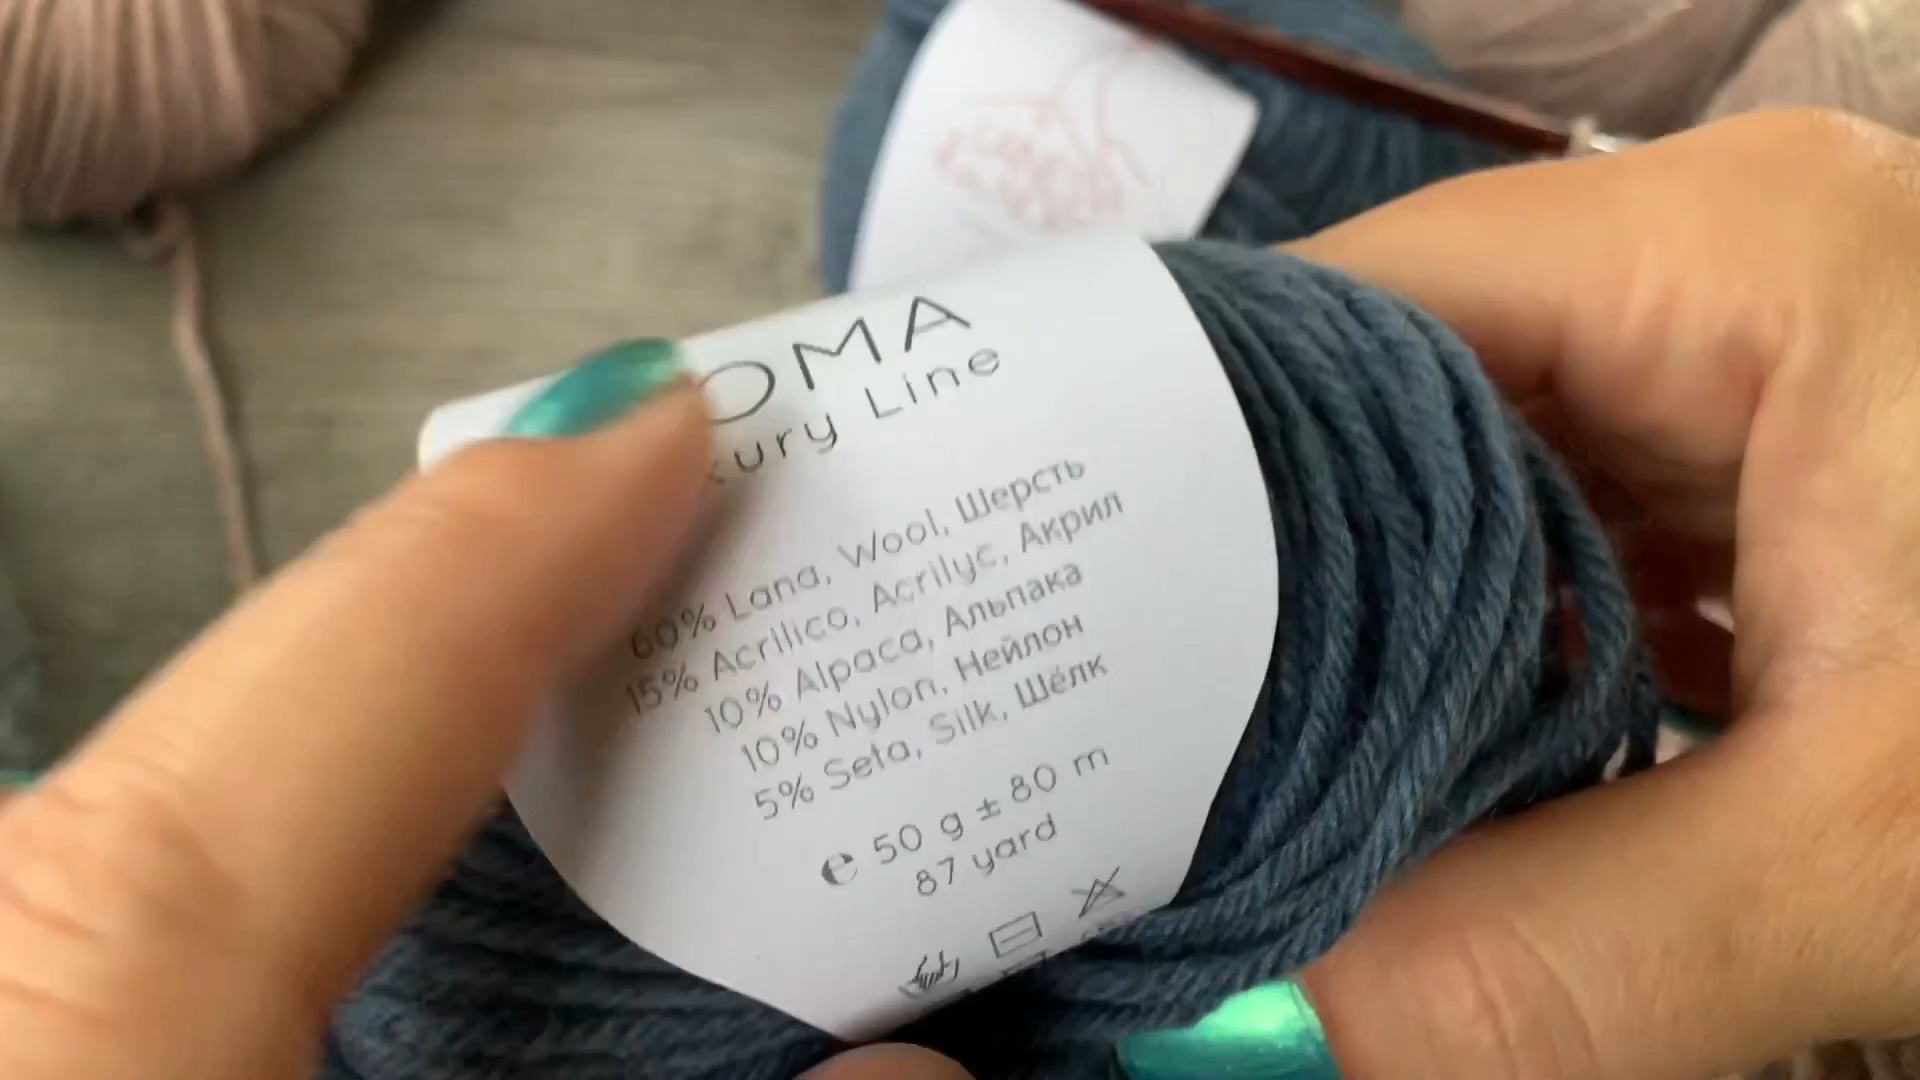 OMA
xury Line
60% Lana, Wool, Шерсть
15% Acrilico, Acrilyc, Акрил
10% Alpaca, Альпака
10% Nylon, Нейлон
5% Seta, Silk, Шёлк
℮ 50 g ± 80 m
87 yard